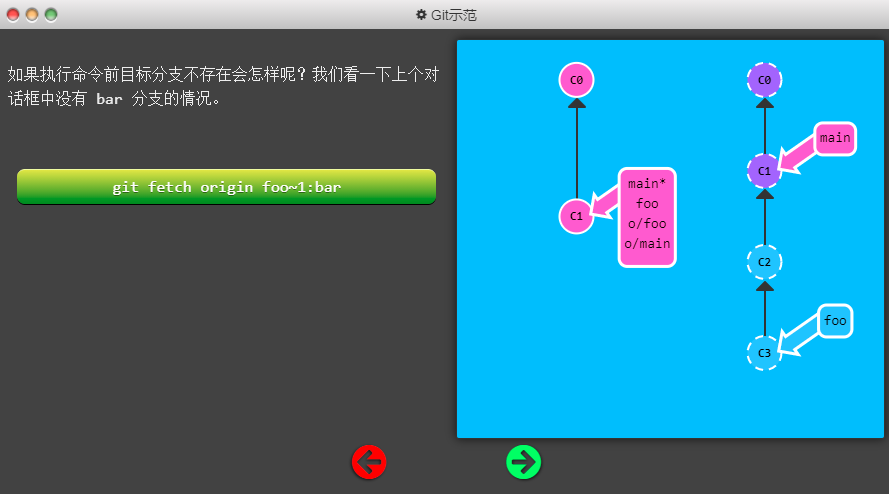 Git示范
如果执行命令前目标分支不存在会怎样呢？我们看一下上个对
话框中没有 bar 分支的情况。
git fetch origin foo~1:bar
C0
C1
main*
foo
o/foo
o/main
C0
main
C1
C2
foo
C3